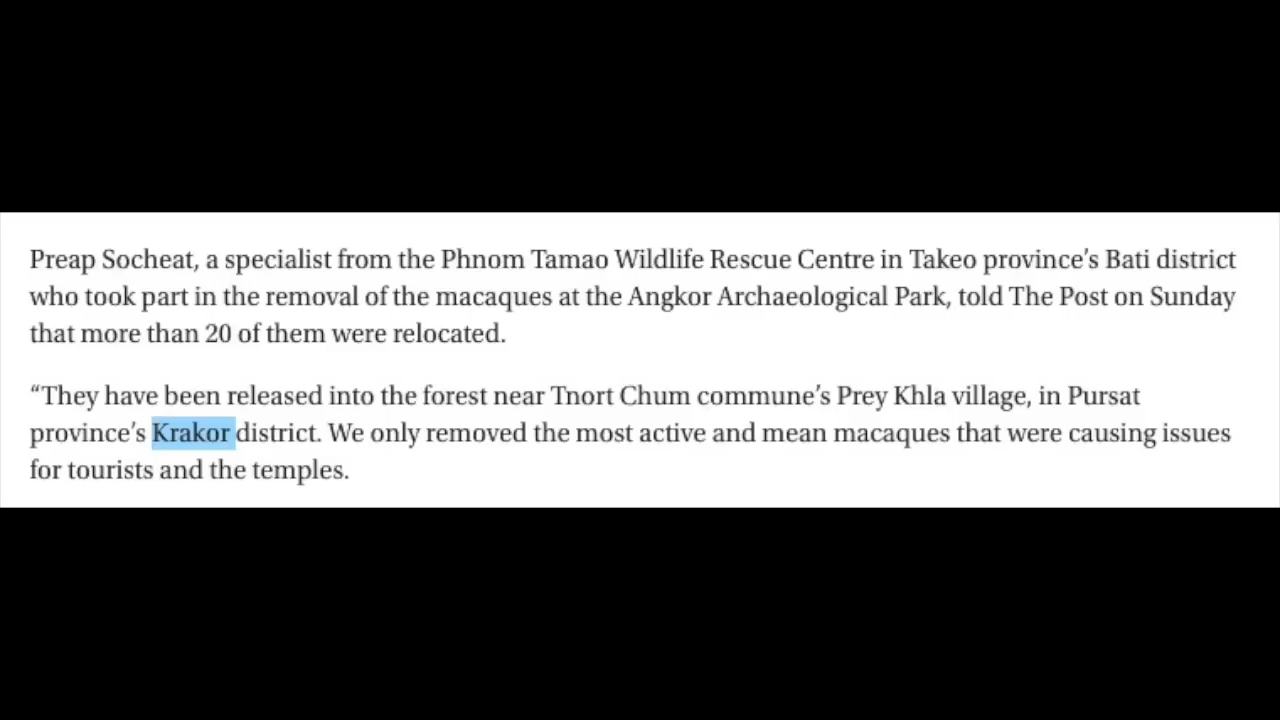 Preap Socheat, a specialist from the Phnom Tamao Wildlife Rescue Centre in Takeo province’s Bati district
who took part in the removal of the macaques at the Angkor Archaeological Park, told The Post on Sunday
that more than 20 of them were relocated.
“They have been released into the forest near Tnort Chum commune’s Prey Khla village, in Pursat
province’s Krakor district. We only removed the most active and mean macaques that were causing issues
for tourists and the temples.